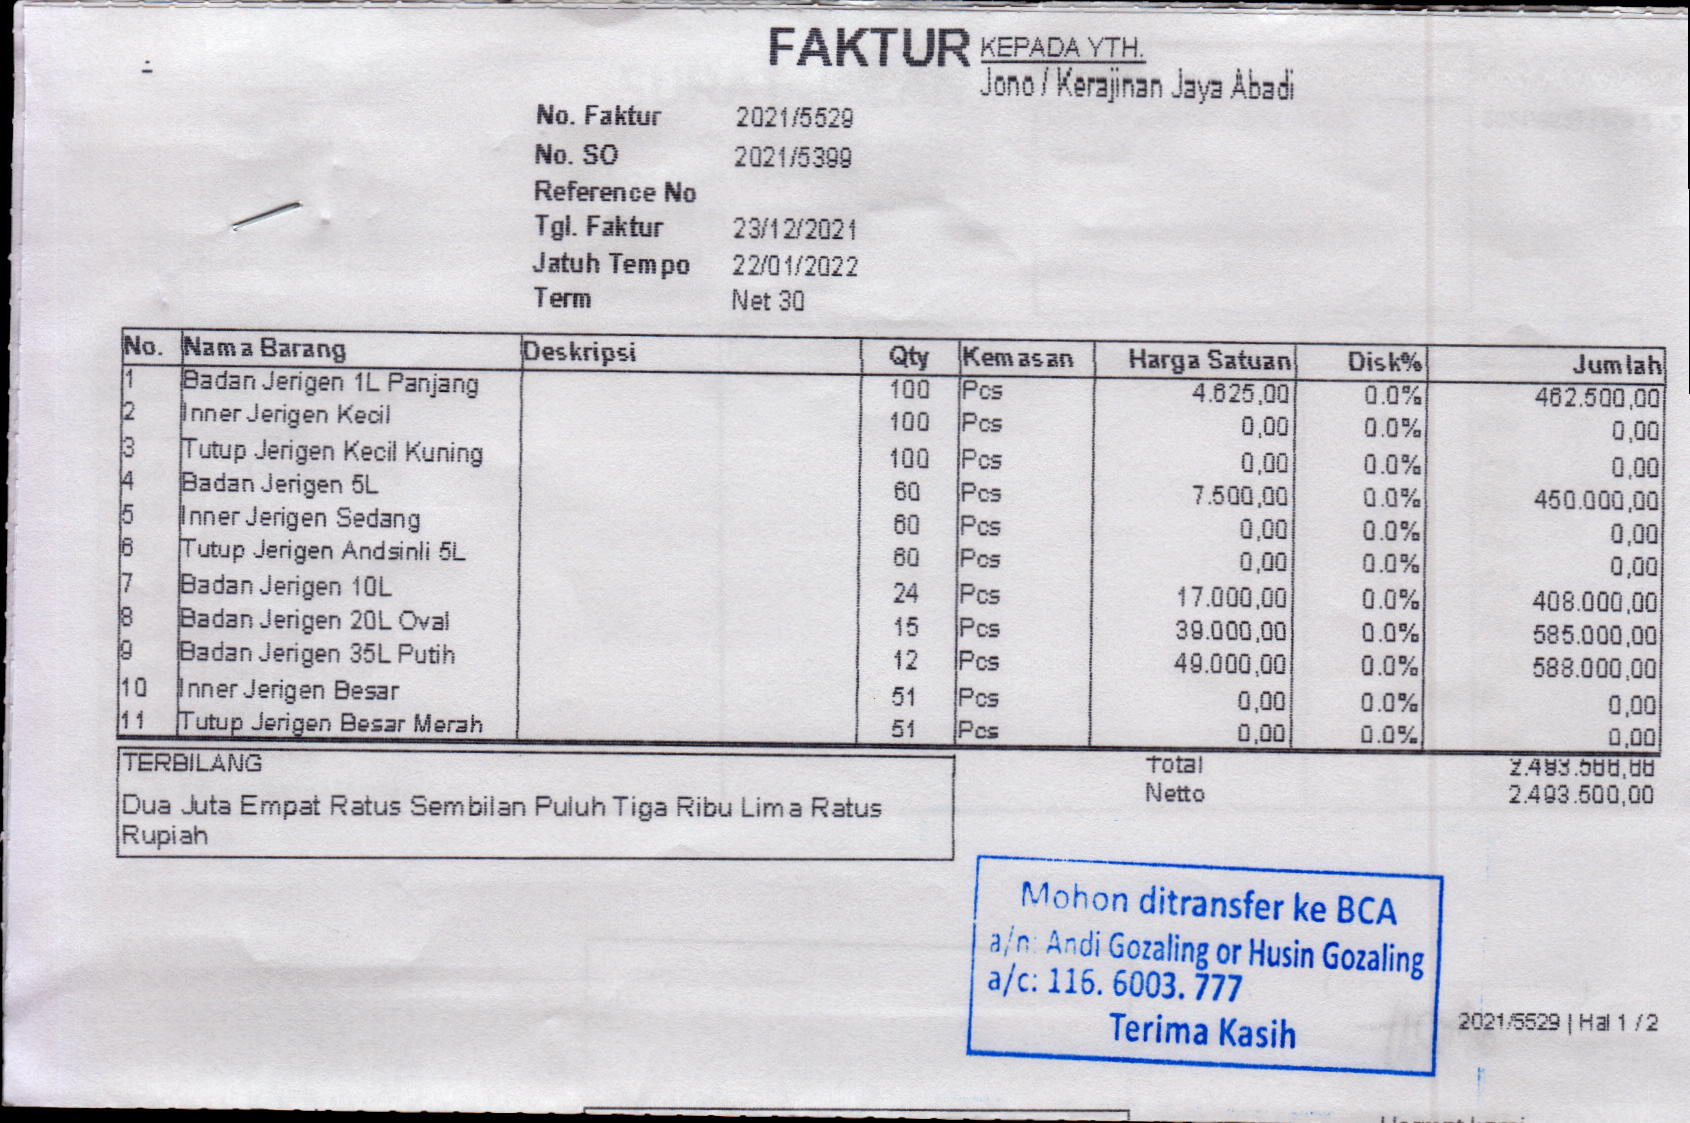 FAKTUR
KEPADA YTH.
Jono / Kerajinan Jaya Abadi
No. Faktur 2021/5529
No. SO 2021/5399
Reference No
Tgl. Faktur 23/12/2021
Jatuh Tempo 22/01/2022
Term Net 30
No. Nama Barang Deskripsi Qty Kemasan Harga Satuan Disk% Jumlah
1 Badan Jerigen 1L Panjang 100 Pcs 4.625,00 0.0% 462.500,00
2 Inner Jerigen Kecil 100 Pcs 0,00 0.0% 0,00
3 Tutup Jerigen Kecil Kuning 100 Pcs 0,00 0.0% 0,00
4 Badan Jerigen 5L 60 Pcs 7.500,00 0.0% 450.000,00
5 Inner Jerigen Sedang 60 Pcs 0,00 0.0% 0,00
6 Tutup Jerigen Andsinli 5L 60 Pcs 0,00 0.0% 0,00
7 Badan Jerigen 10L 24 Pcs 17.000,00 0.0% 408.000,00
8 Badan Jerigen 20L Oval 15 Pcs 39.000,00 0.0% 585.000,00
9 Badan Jerigen 35L Putih 12 Pcs 49.000,00 0.0% 588.000,00
10 Inner Jerigen Besar 51 Pcs 0,00 0.0% 0,00
11 Tutup Jerigen Besar Merah 51 Pcs 0,00 0.0% 0,00
TERBILANG
Dua Juta Empat Ratus Sembilan Puluh Tiga Ribu Lima Ratus
Rupiah
Total 2.493.500,00
Netto 2.493.500,00
Mohon ditransfer ke BCA
a/n: Andi Gozaling or Husin Gozaling
a/c: 116. 6003. 777
Terima Kasih
2021/5529 | Hal 1 / 2